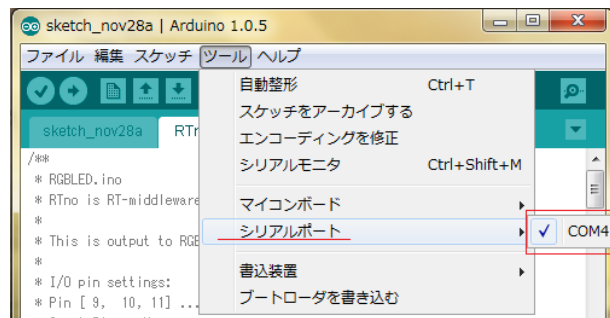 sketch_nov28a | Arduino 1.0.5
ファイル 編集 スケッチ ツール ヘルプ
自動整形 Ctrl+T
スケッチをアーカイブする
エンコーディングを修正
シリアルモニタ Ctrl+Shift+M
マイコンボード
シリアルポート
COM4
書込装置
ブートローダを書き込む
sketch_nov28a
/**
* RGBLED.ino
* RTno is RT-middleware
*
* This is output to RGB
*
* I/O pin settings:
* Pin [ 9, 10, 11] ...